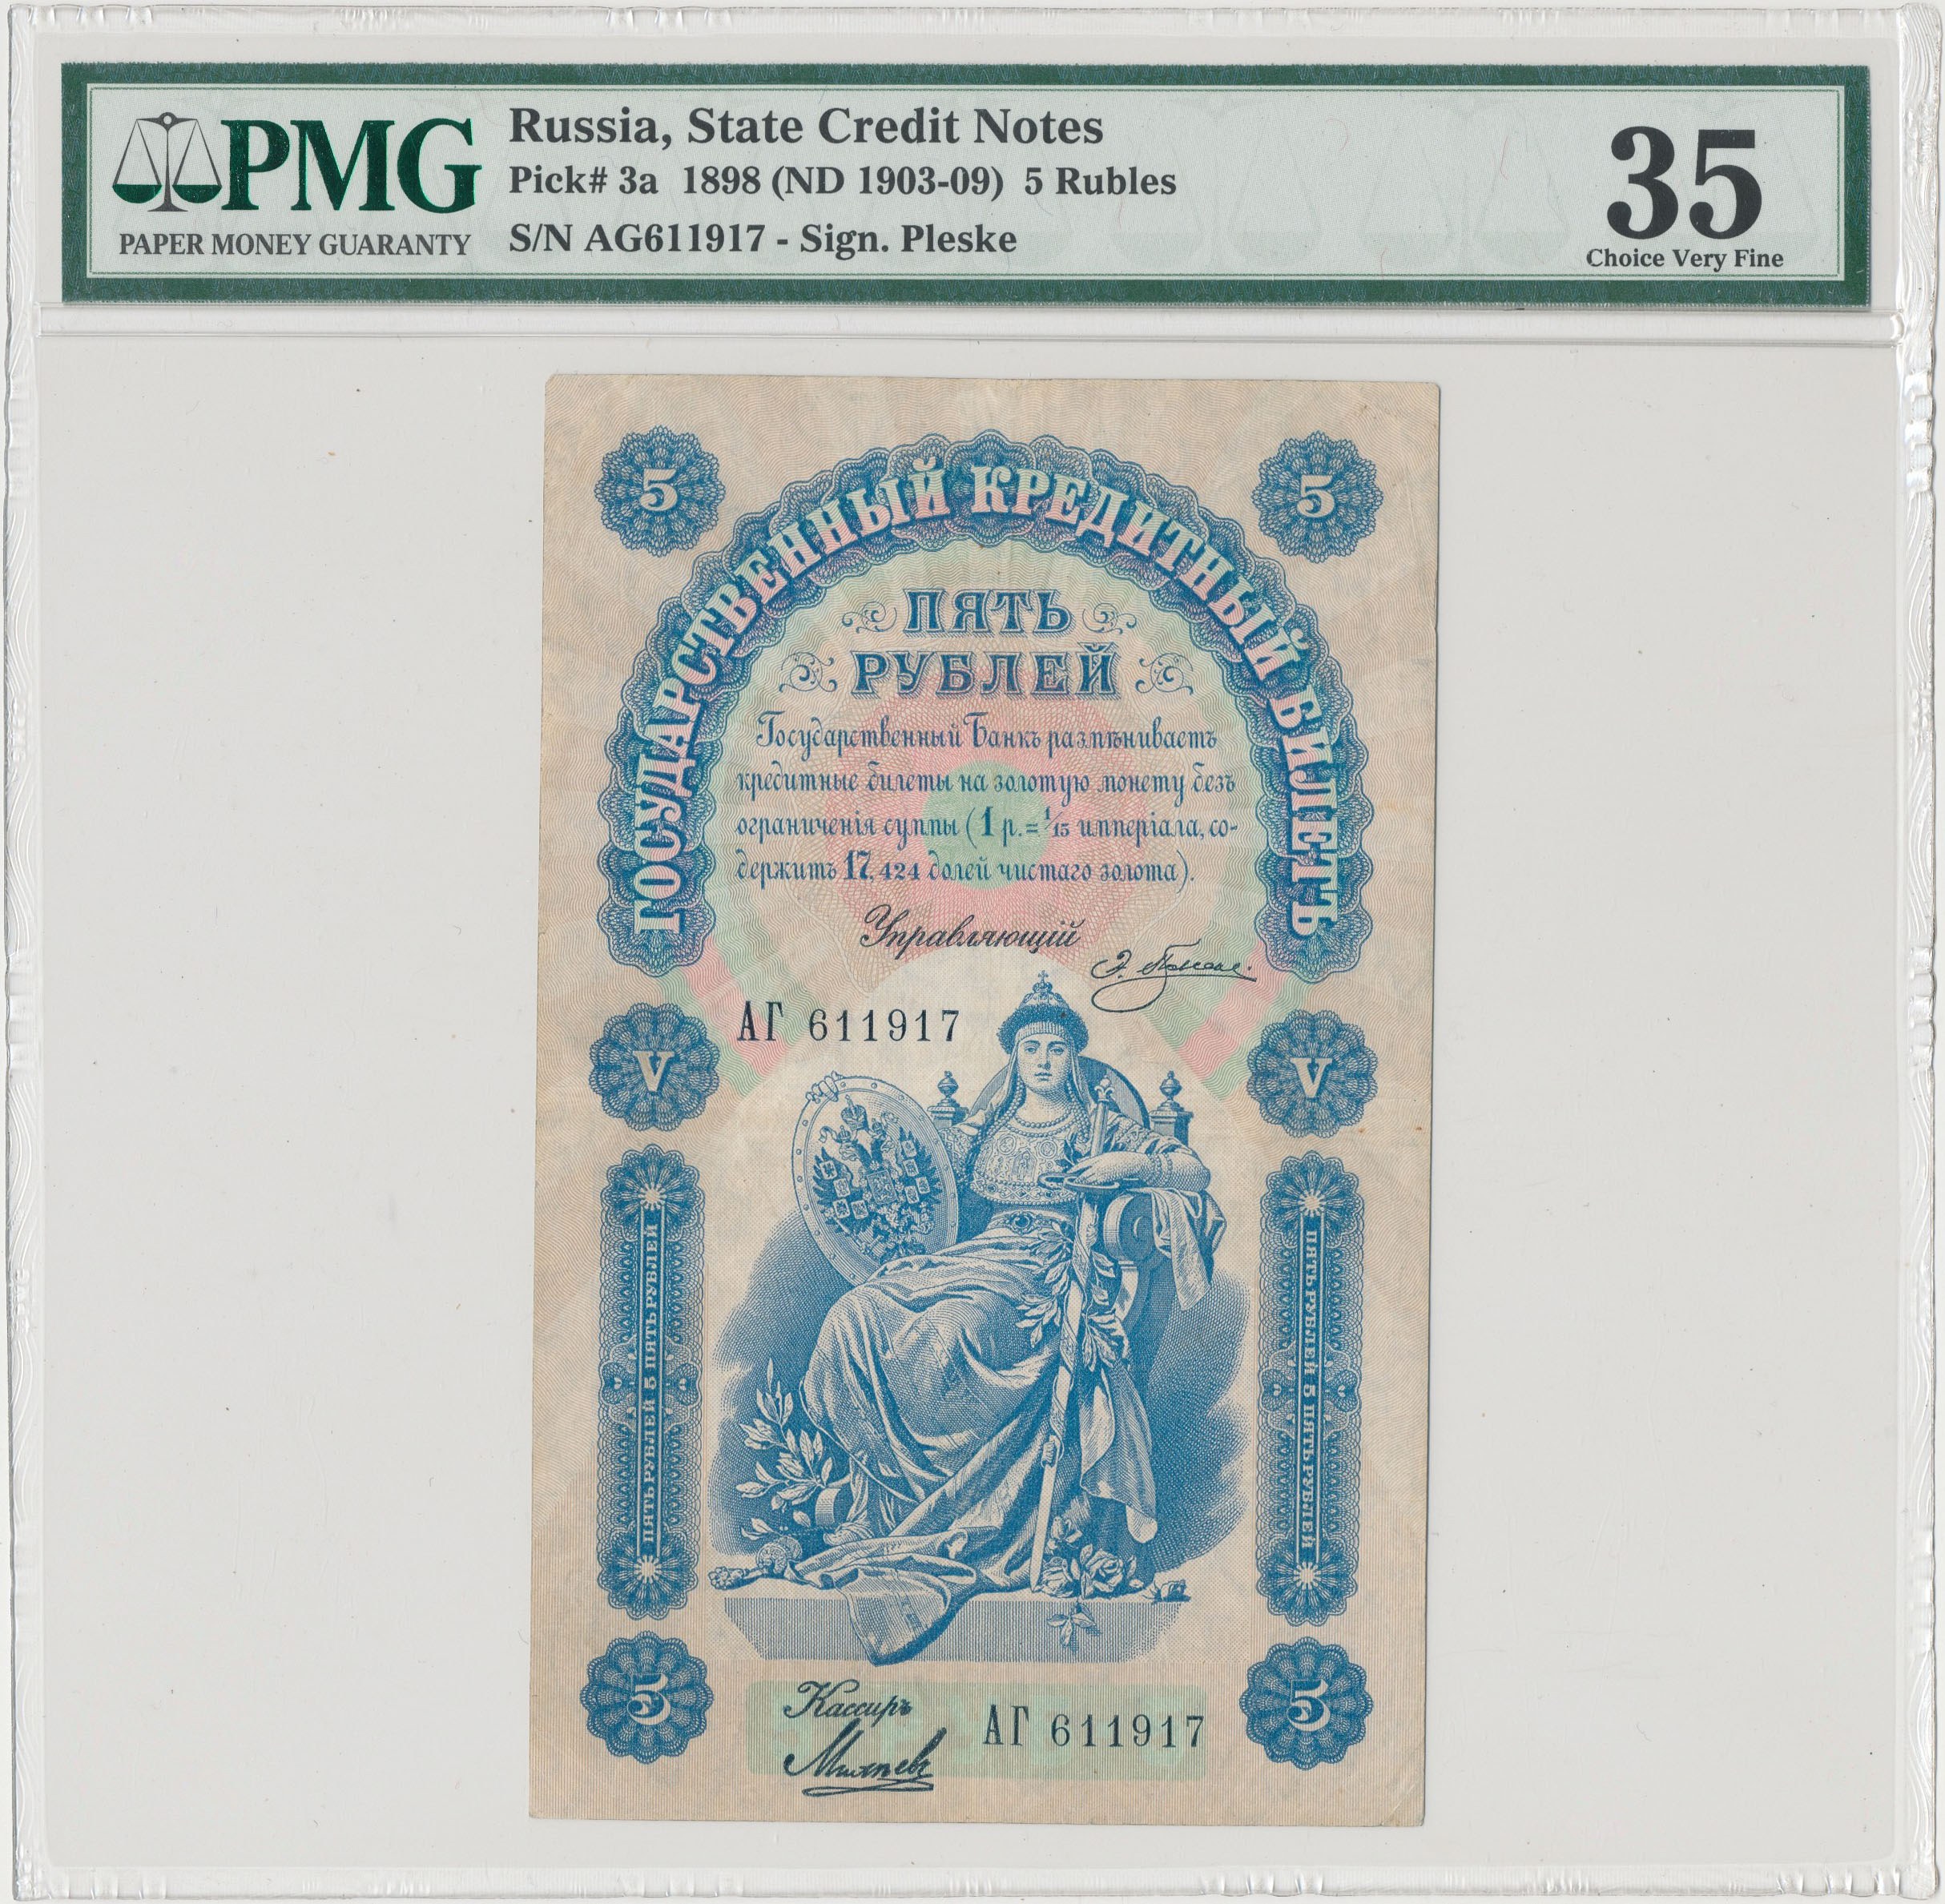 PMG
PAPER MONEY GUARANTY
Russia, State Credit Notes
Pick# 3a 1898 (ND 1903-09) 5 Rubles
S/N AG611917 - Sign. Pleske
35
Choice Very Fine
5
5
ГОСУДАРСТВЕННЫЙ КРЕДИТНЫЙ БИЛЕТЪ
ПЯТЬ
РУБЛЕЙ
Государственный Банкъ размѣниваетъ
кредитные билеты на золотую монету безъ
ограниченія суммы (1 р. = 1/15 имперіала, со-
держитъ 17,424 долей чистаго золота).
Управляющій
Э. Плеске.
АГ 611917
V
V
ПЯТЬ РУБЛЕЙ 5 ПЯТЬ РУБЛЕЙ
ПЯТЬ РУБЛЕЙ 5 ПЯТЬ РУБЛЕЙ
5
5
Кассиръ
АГ 611917